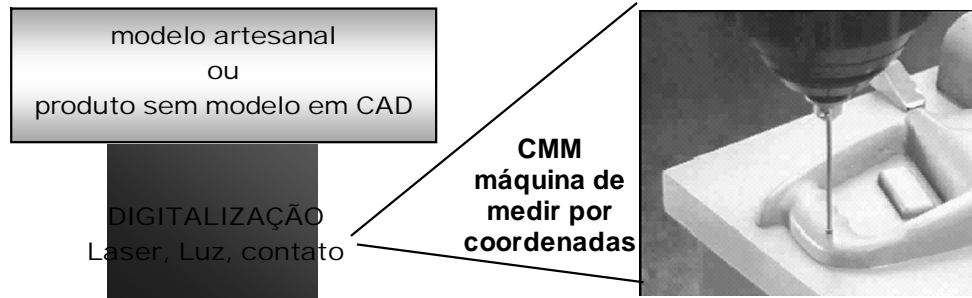 modelo artesanal
ou
produto sem modelo em CAD
DIGITALIZAÇÃO
Laser, Luz, contato
CMM
máquina de
medir por
coordenadas